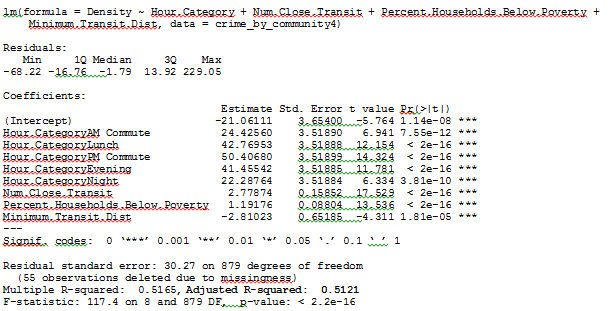 lm(formula = Density ~ Hour.Category + Num.Close.Transit + Percent.Households.Below.Poverty +
Minimum.Transit.Dist, data = crime_by_community4)
Residuals:
Min 1Q Median 3Q Max
-68.22 -16.76 -1.79 13.92 229.05
Coefficients:
Estimate Std. Error t value Pr(>|t|)
(Intercept) -21.06111 3.65400 -5.764 1.14e-08 ***
Hour.CategoryAM Commute 24.42560 3.51890 6.941 7.55e-12 ***
Hour.CategoryLunch 42.76953 3.51888 12.154 < 2e-16 ***
Hour.CategoryPM Commute 50.40680 3.51899 14.324 < 2e-16 ***
Hour.CategoryEvening 41.45542 3.51885 11.781 < 2e-16 ***
Hour.CategoryNight 22.28764 3.51884 6.334 3.81e-10 ***
Num.Close.Transit 2.77874 0.15852 17.529 < 2e-16 ***
Percent.Households.Below.Poverty 1.19176 0.08804 13.536 < 2e-16 ***
Minimum.Transit.Dist -2.81023 0.65185 -4.311 1.81e-05 ***
---
Signif. codes: 0 ‘***’ 0.001 ‘**’ 0.01 ‘*’ 0.05 ‘.’ 0.1 ‘ ’ 1
Residual standard error: 30.27 on 879 degrees of freedom
(55 observations deleted due to missingness)
Multiple R-squared: 0.5165, Adjusted R-squared: 0.5121
F-statistic: 117.4 on 8 and 879 DF, p-value: < 2.2e-16